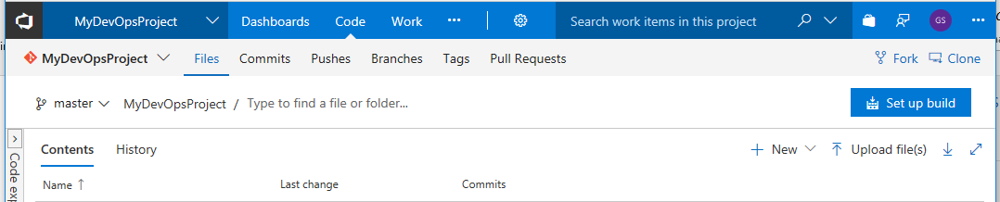 MyDevOpsProject Dashboards Code Work ••• Search work items in this project GS •••
MyDevOpsProject Files Commits Pushes Branches Tags Pull Requests Fork Clone
master MyDevOpsProject / Type to find a file or folder... Set up build
Contents History + New Upload file(s)
Code exp
Name ↑ Last change Commits